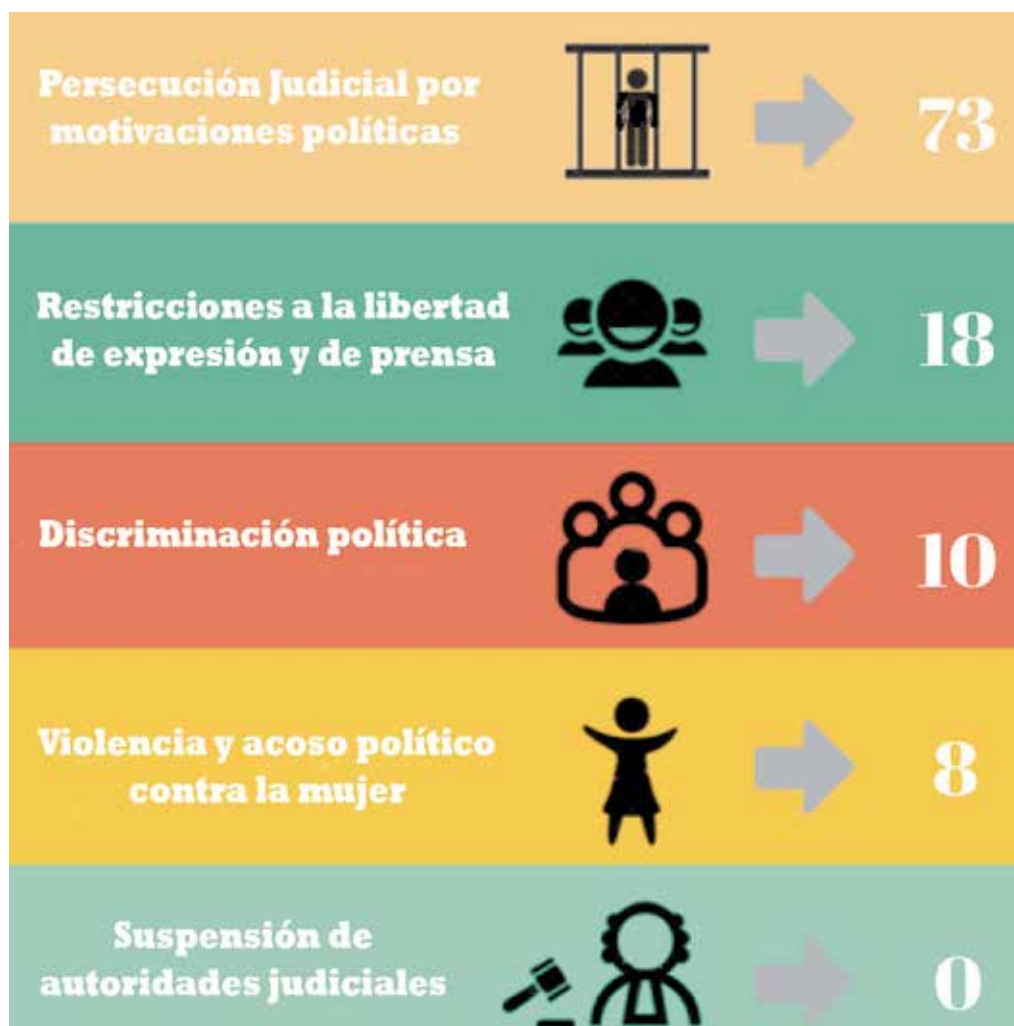 Persecución Judicial por
motivaciones políticas
73
Restricciones a la libertad
de expresión y de prensa
18
Discriminación política
10
Violencia y acoso político
contra la mujer
8
Suspensión de
autoridades judiciales
0